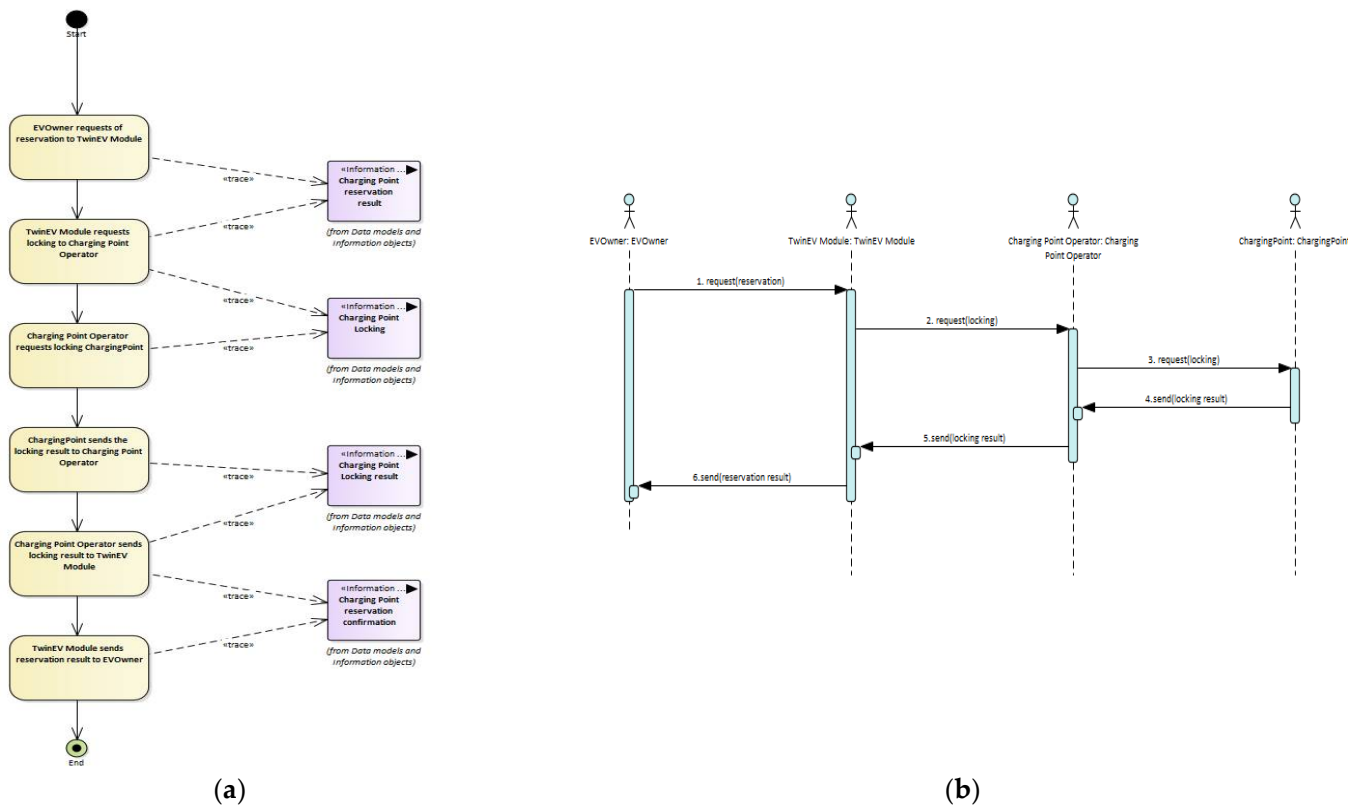 Start
EVOwner requests of
reservation to TwinEV Module
«trace»
«Information ...
Charging Point
reservation
result
(from Data models and
information objects)
«trace»
TwinEV Module requests
locking to Charging Point
Operator
«trace»
«Information ...
Charging Point
Locking
(from Data models and
information objects)
Charging Point Operator
requests locking ChargingPoint
«trace»
ChargingPoint sends the
locking result to Charging Point
Operator
«trace»
«Information ...
Charging Point
Locking result
(from Data models and
information objects)
«trace»
Charging Point Operator sends
locking result to TwinEV
Module
«trace»
«Information ...
Charging Point
reservation
confirmation
(from Data models and
information objects)
«trace»
TwinEV Module sends
reservation result to EVOwner
End
(a)
EVOwner: EVOwner
TwinEV Module: TwinEV Module
Charging Point Operator: Charging
Point Operator
ChargingPoint: ChargingPoint
1. request(reservation)
2. request(locking)
3. request(locking)
4.send(locking result)
5.send(locking result)
6.send(reservation result)
(b)